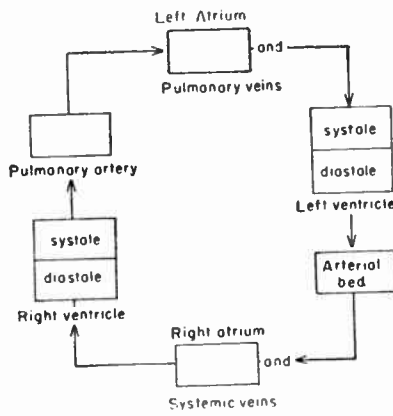 Left Atrium
and
Pulmonary veins
systole
diastole
Left ventricle
Arterial
bed
Right atrium
and
Systemic veins
systole
diastole
Right ventricle
Pulmonary artery